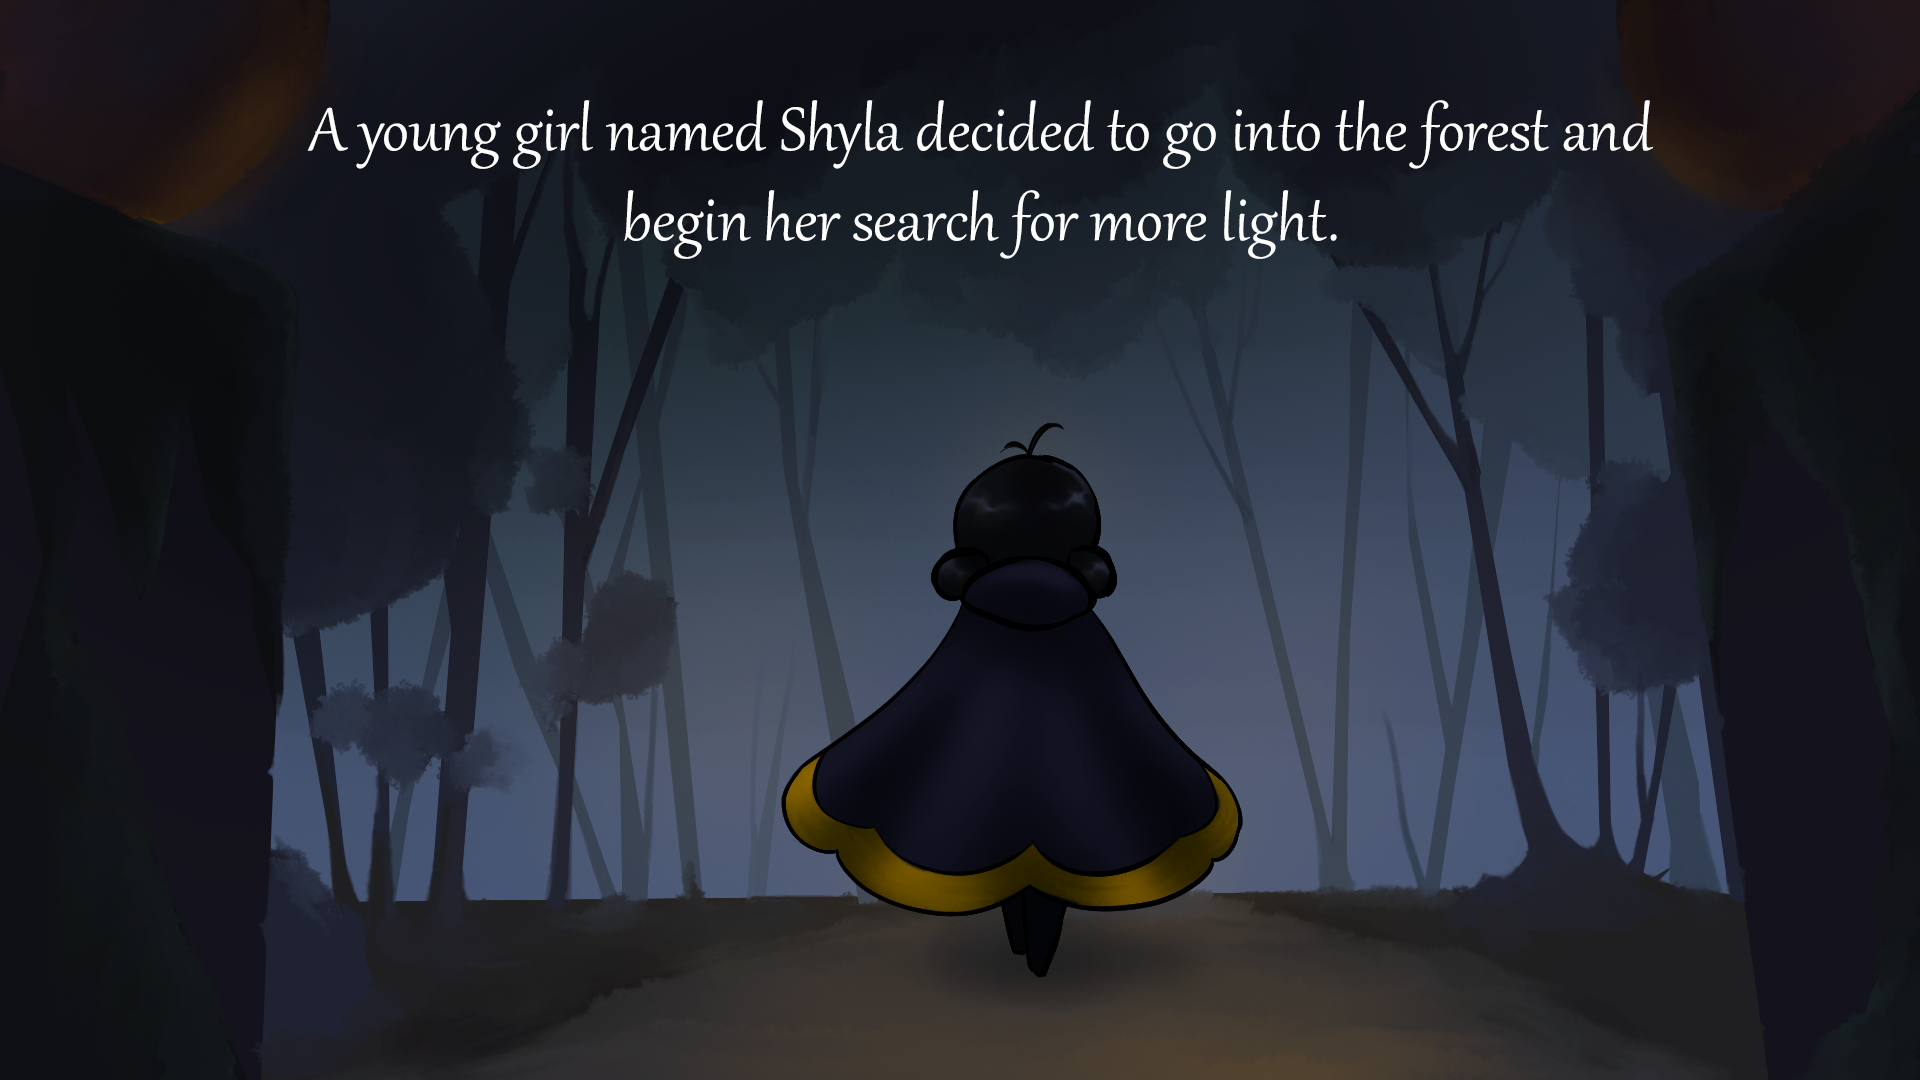 A young girl named Shyla decided to go into the forest and
begin her search for more light.